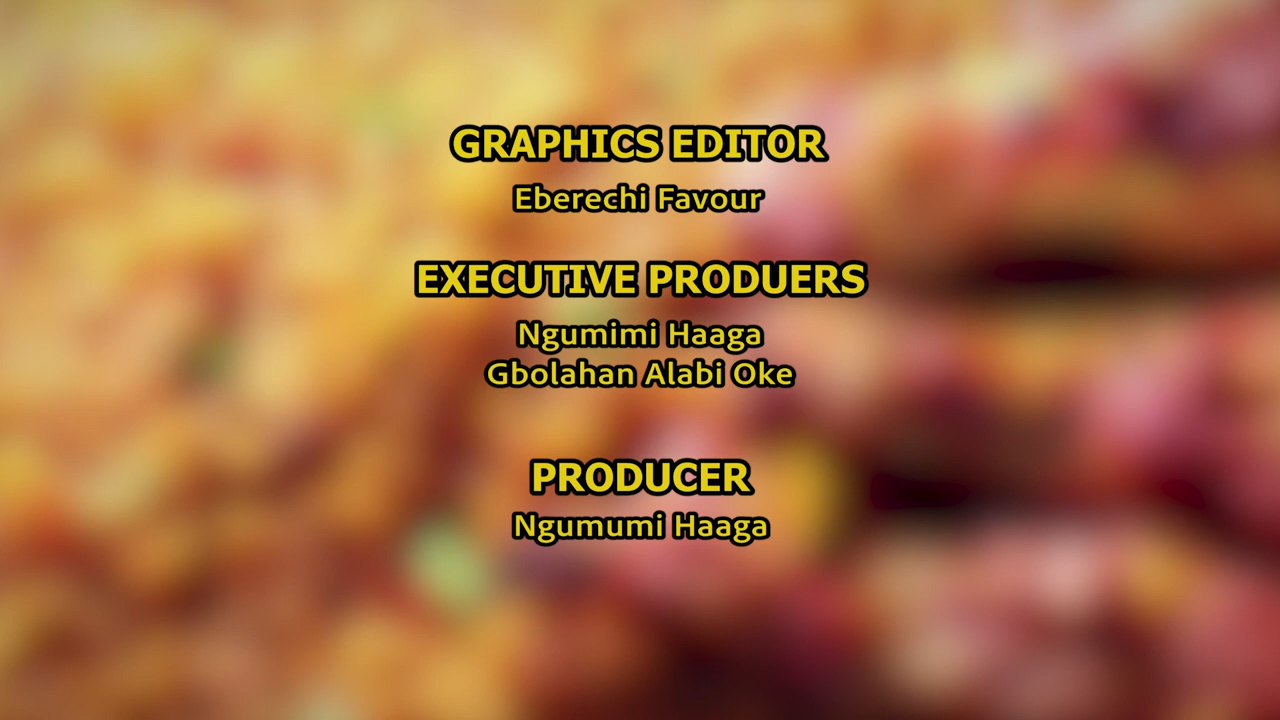 GRAPHICS EDITOR
Eberechi Favour
EXECUTIVE PRODUERS
Ngumimi Haaga
Gbolahan Alabi Oke
PRODUCER
Ngumumi Haaga